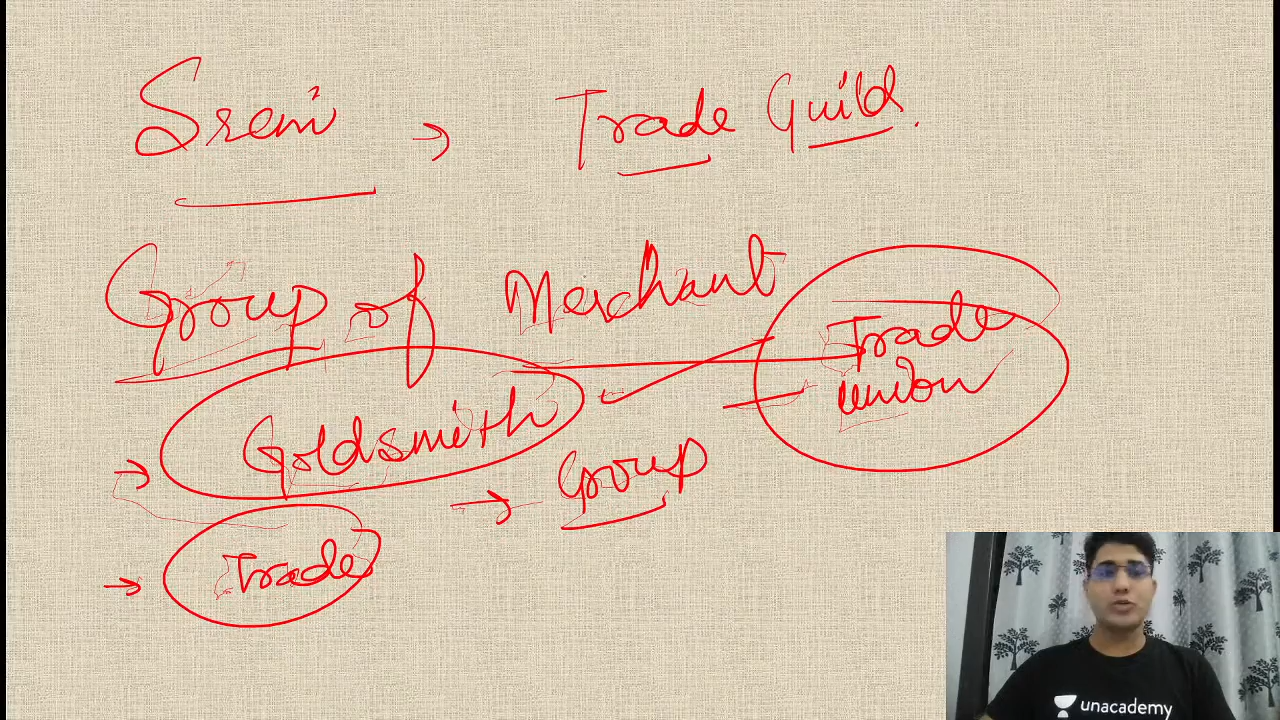 Sreni → Trade Guild.
Group of Merchant
Trade
union
→ Goldsmith
→ Group
→ Trade
unacademy